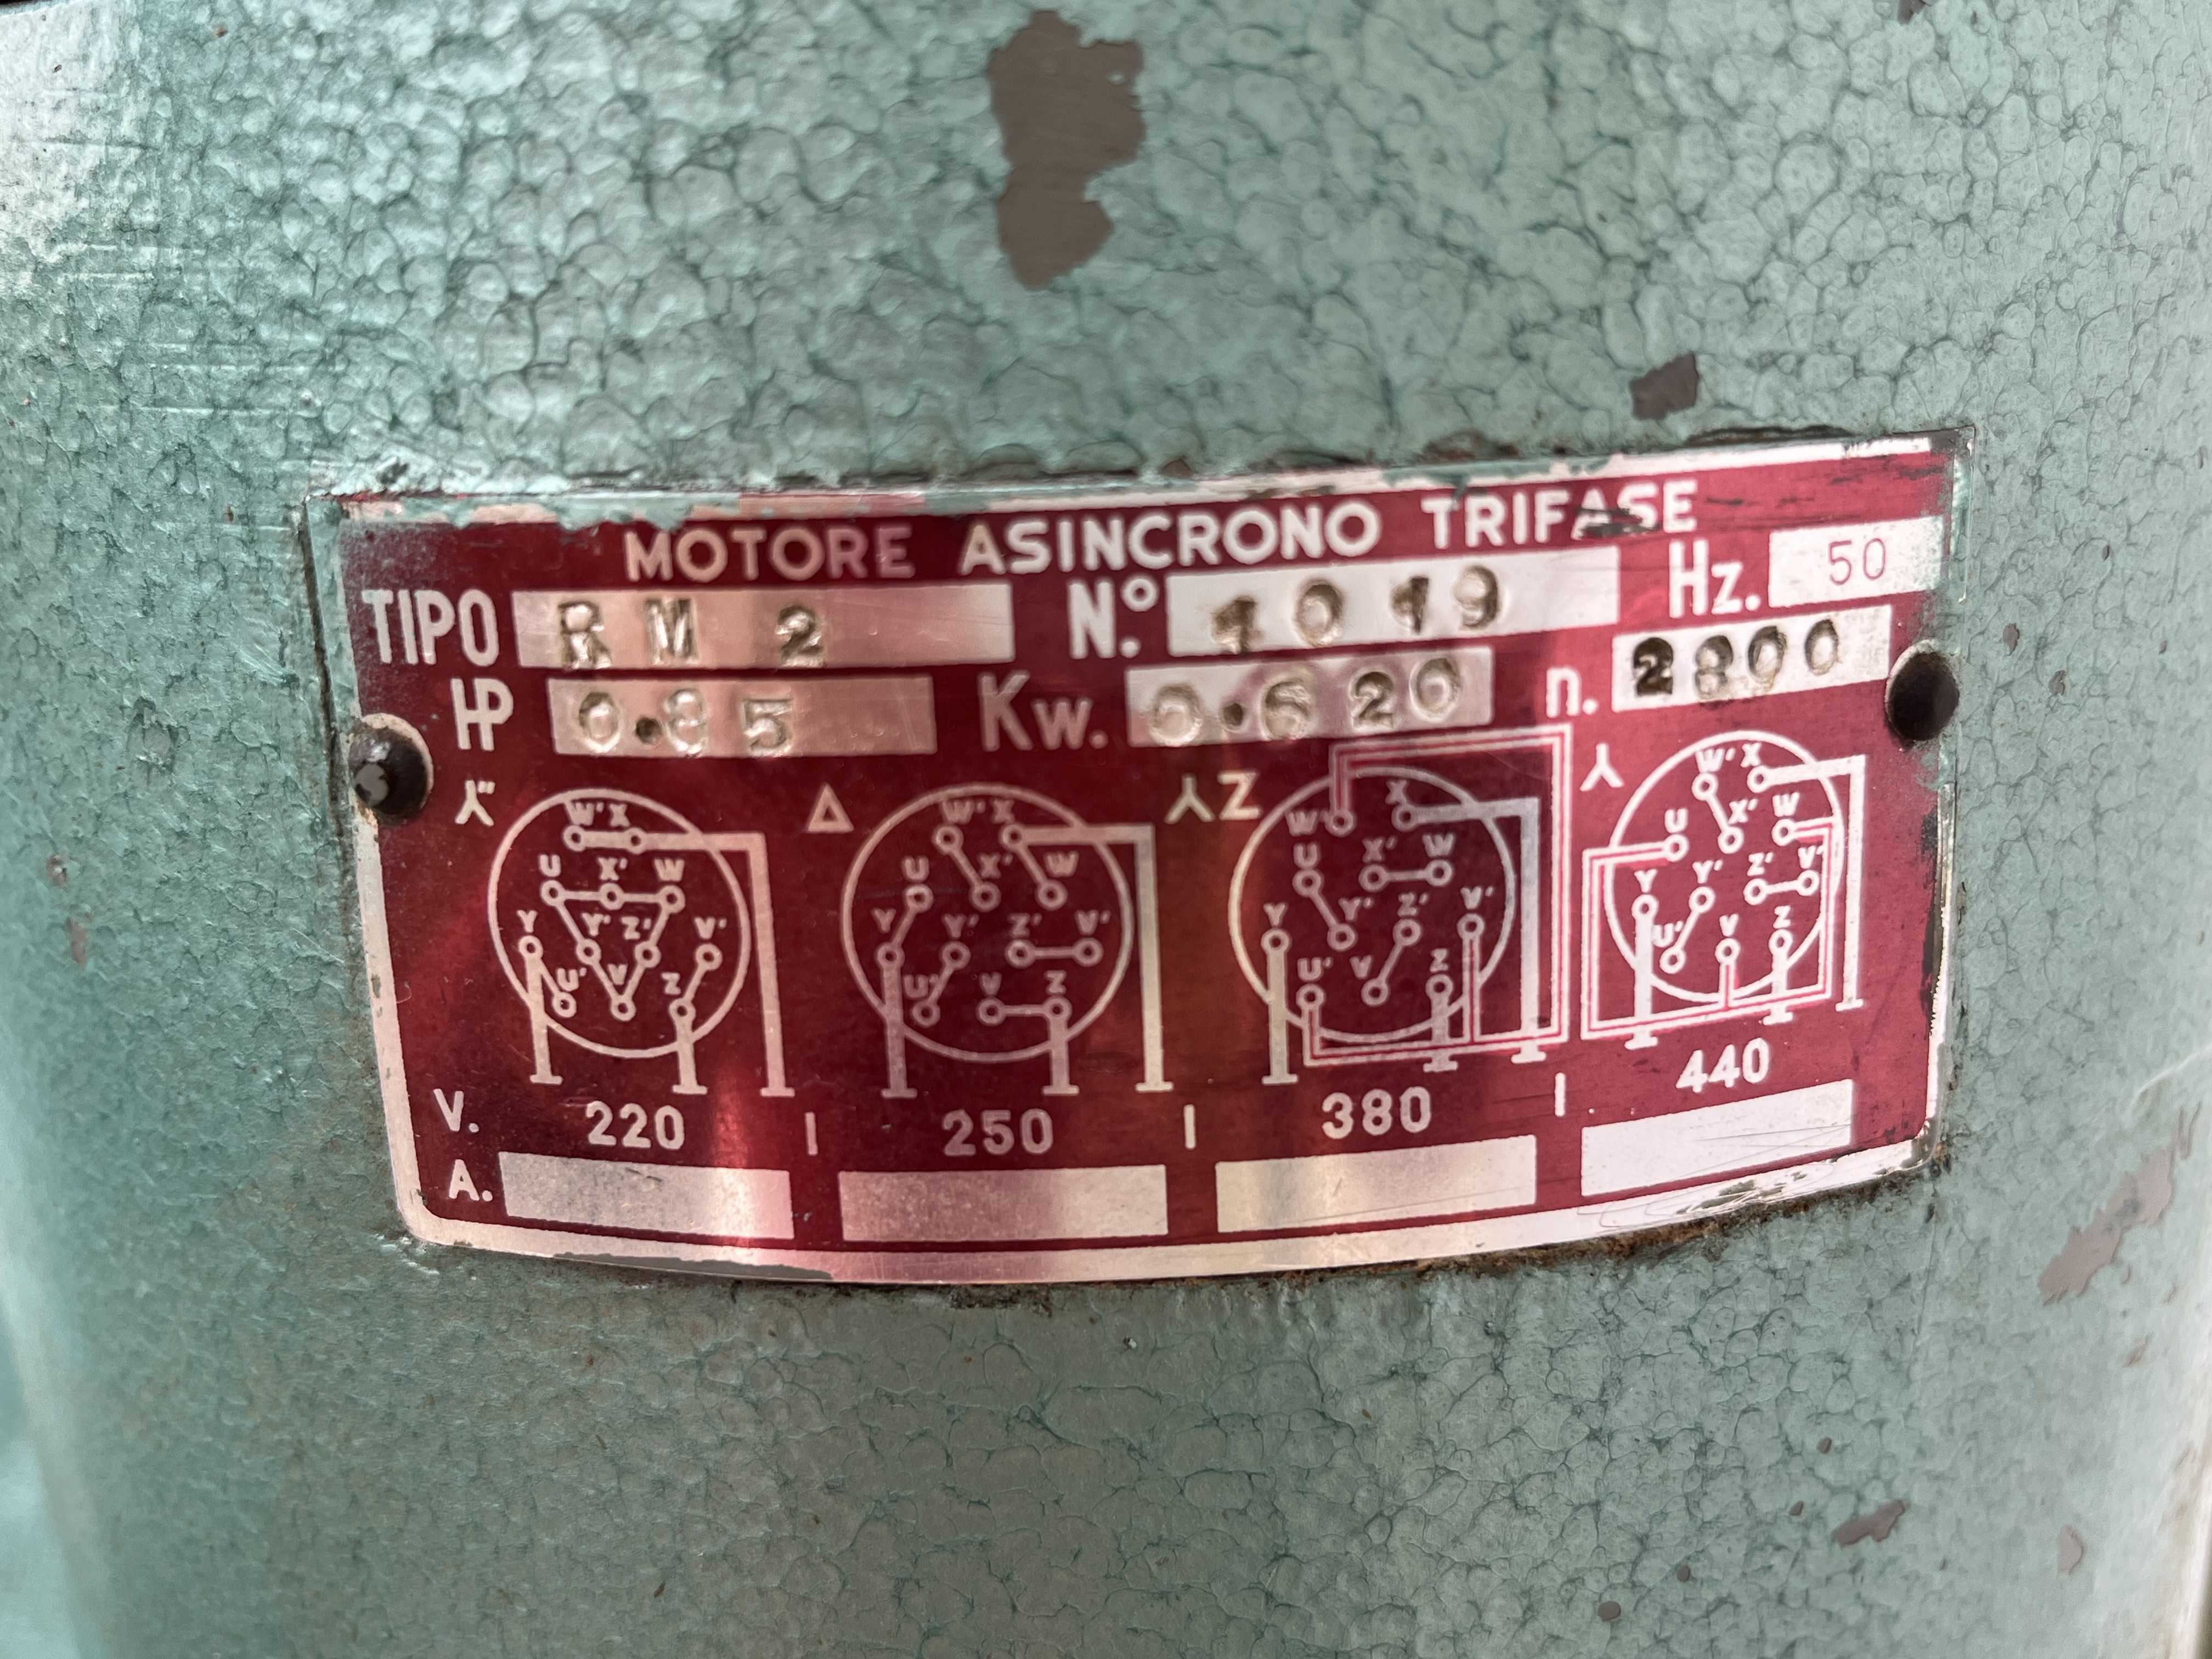 MOTORE ASINCRONO TRIFASE
TIPO RM 2 N.° 1019 Hz. 50
HP 0.85 Kw. 0.620 n. 2800
W' X U X' W Y Y' Z' V' U' V Z
Δ W' X U X' W Y Y' Z' V' U' V Z
Z W' X U X' W Y Y' Z' V' U' V Z
W' X U X' W Y Y' Z' V' U' V Z
V. 220 | 250 | 380 | 440
A.